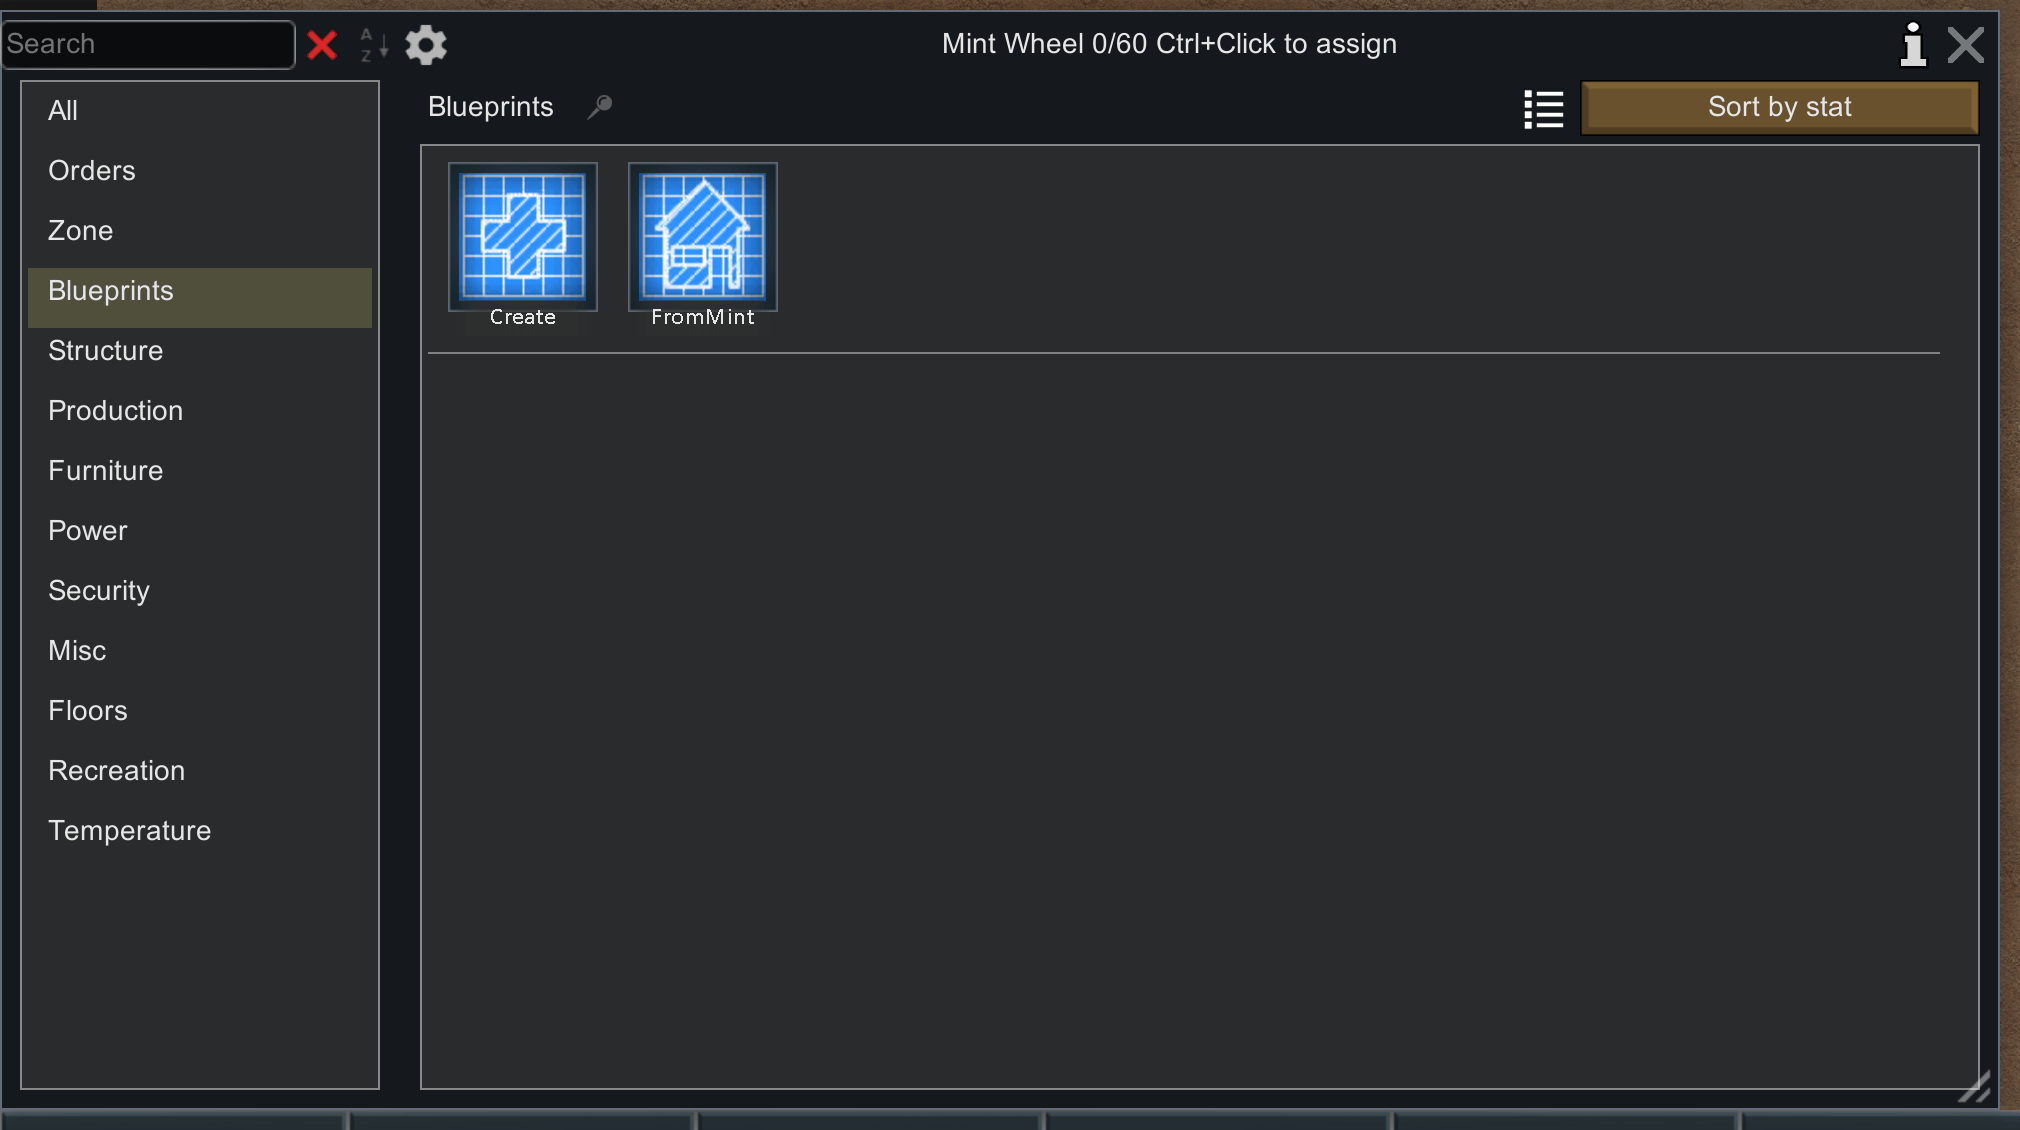 Search
A
Z
Mint Wheel 0/60 Ctrl+Click to assign
All
Orders
Zone
Blueprints
Structure
Production
Furniture
Power
Security
Misc
Floors
Recreation
Temperature
Blueprints
Sort by stat
Create
FromMint